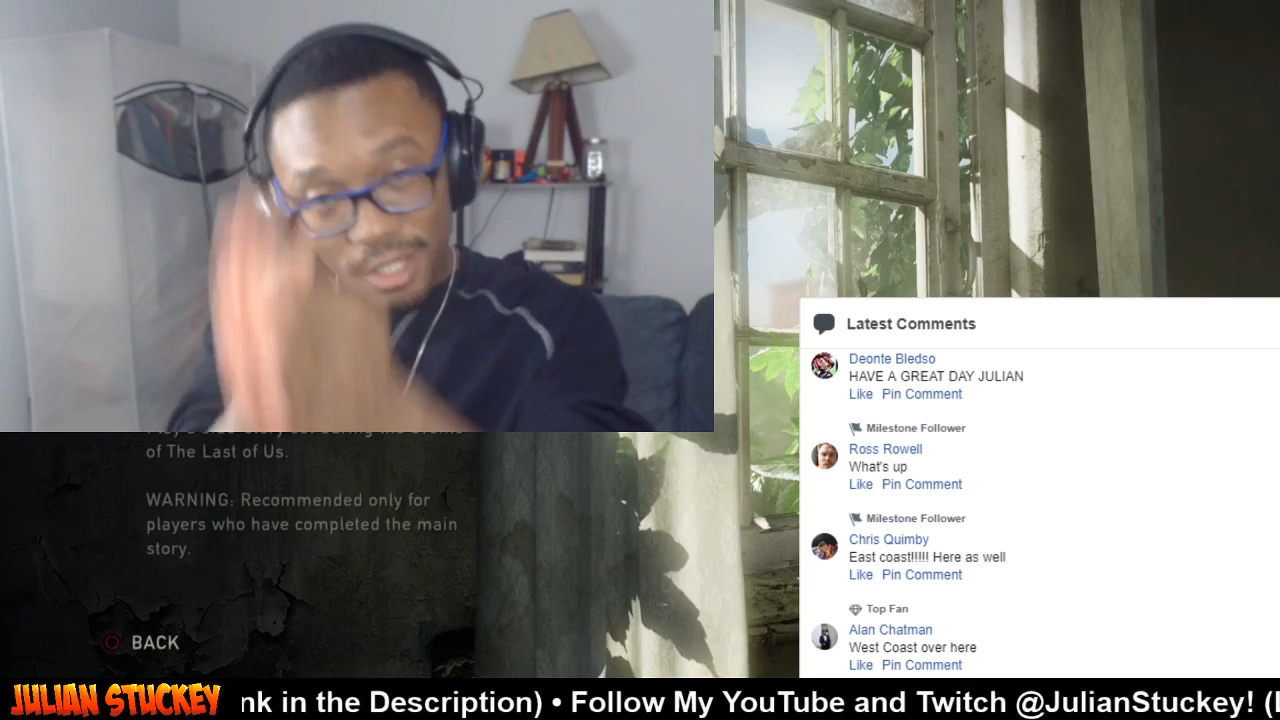 of The Last of Us.
WARNING: Recommended only for
players who have completed the main
story.
BACK
Latest Comments
Deonte Bledso
HAVE A GREAT DAY JULIAN
Like Pin Comment
Milestone Follower
Ross Rowell
What's up
Like Pin Comment
Milestone Follower
Chris Quimby
East coast!!!!! Here as well
Like Pin Comment
Top Fan
Alan Chatman
West Coast over here
Like Pin Comment
JULIAN STUCKEY
nk in the Description) • Follow My YouTube and Twitch @JulianStuckey! (